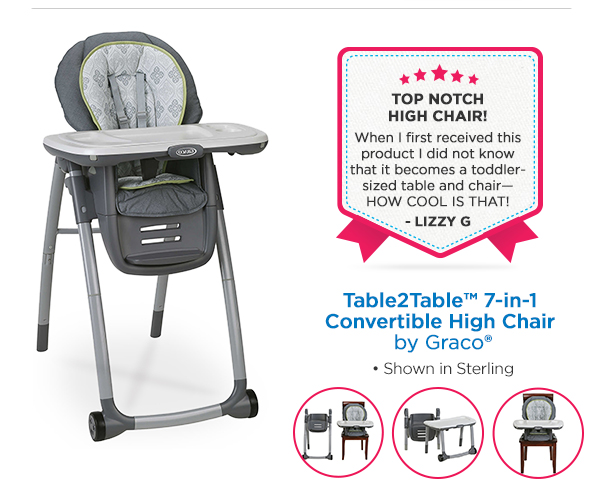 TOP NOTCH
HIGH CHAIR!
When I first received this
product I did not know
that it becomes a toddler-
sized table and chair—
HOW COOL IS THAT!
- LIZZY G
GRACO
Table2Table™ 7-in-1
Convertible High Chair
by Graco®
• Shown in Sterling